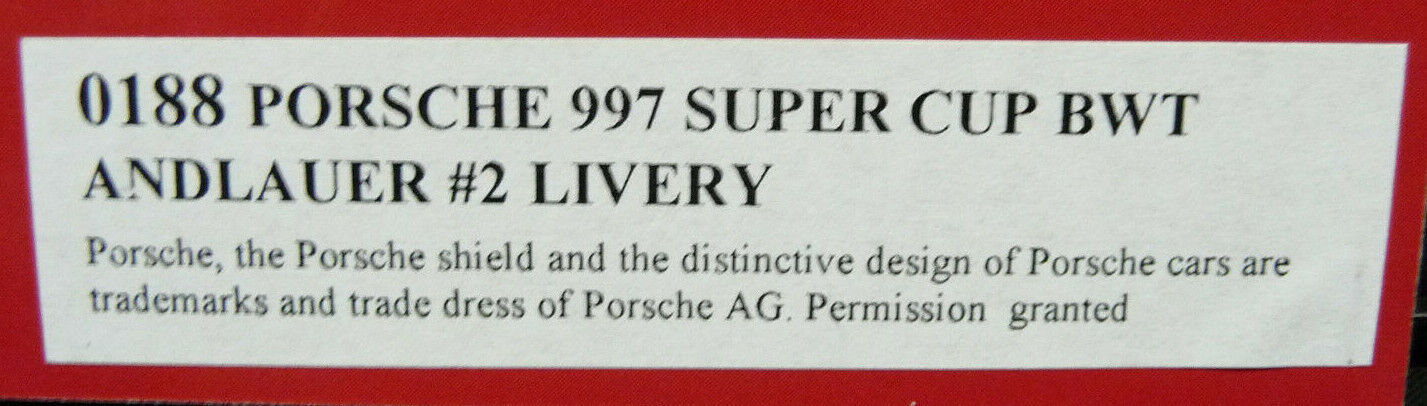 0188 PORSCHE 997 SUPER CUP BWT
ANDLAUER #2 LIVERY
Porsche, the Porsche shield and the distinctive design of Porsche cars are
trademarks and trade dress of Porsche AG. Permission granted